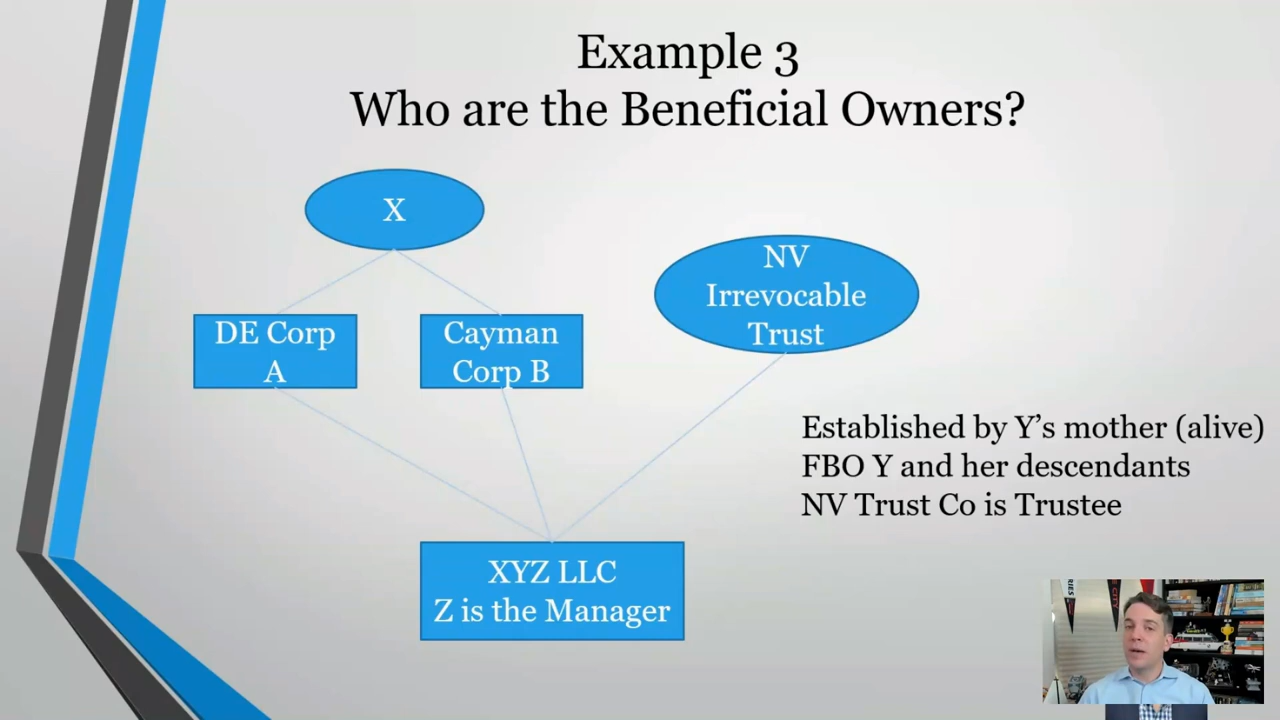 Example 3
Who are the Beneficial Owners?
X
NV
Irrevocable
Trust
DE Corp
A
Cayman
Corp B
Established by Y’s mother (alive)
FBO Y and her descendants
NV Trust Co is Trustee
XYZ LLC
Z is the Manager